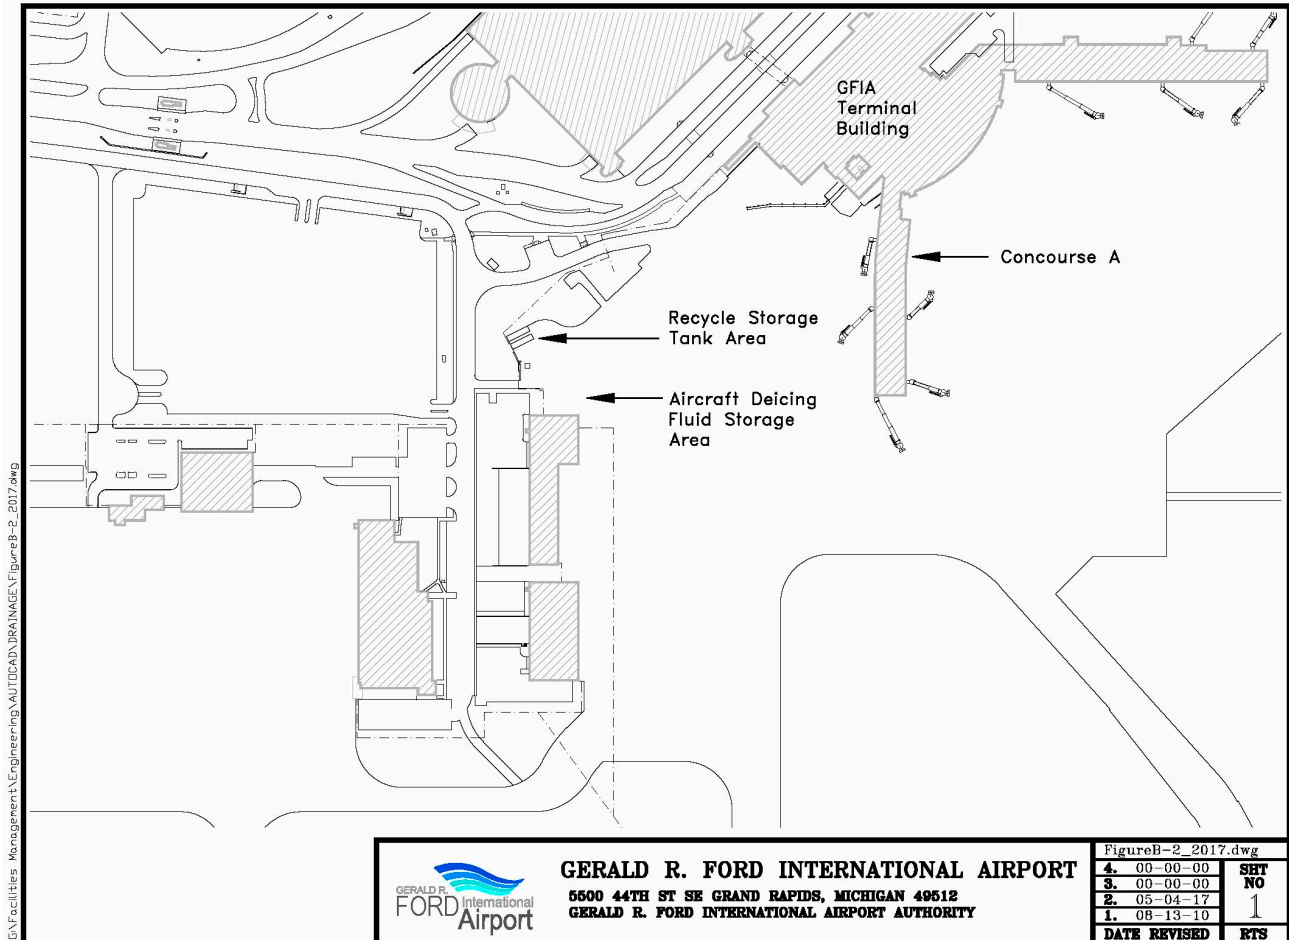 GFIA
Terminal
Building
Concourse A
Recycle Storage
Tank Area
Aircraft Deicing
Fluid Storage
Area
G:\Facilities Management\Engineering\AUTOCAD\DRAINAGE\FigureB-2_2017.dwg
GERALD R.
FORD International
Airport
GERALD R. FORD INTERNATIONAL AIRPORT
5500 44TH ST SE GRAND RAPIDS, MICHIGAN 49512
GERALD R. FORD INTERNATIONAL AIRPORT AUTHORITY
FigureB-2_2017.dwg
4. 00-00-00
3. 00-00-00
2. 05-04-17
1. 08-13-10
DATE REVISED
SHT
NO
1
RTS